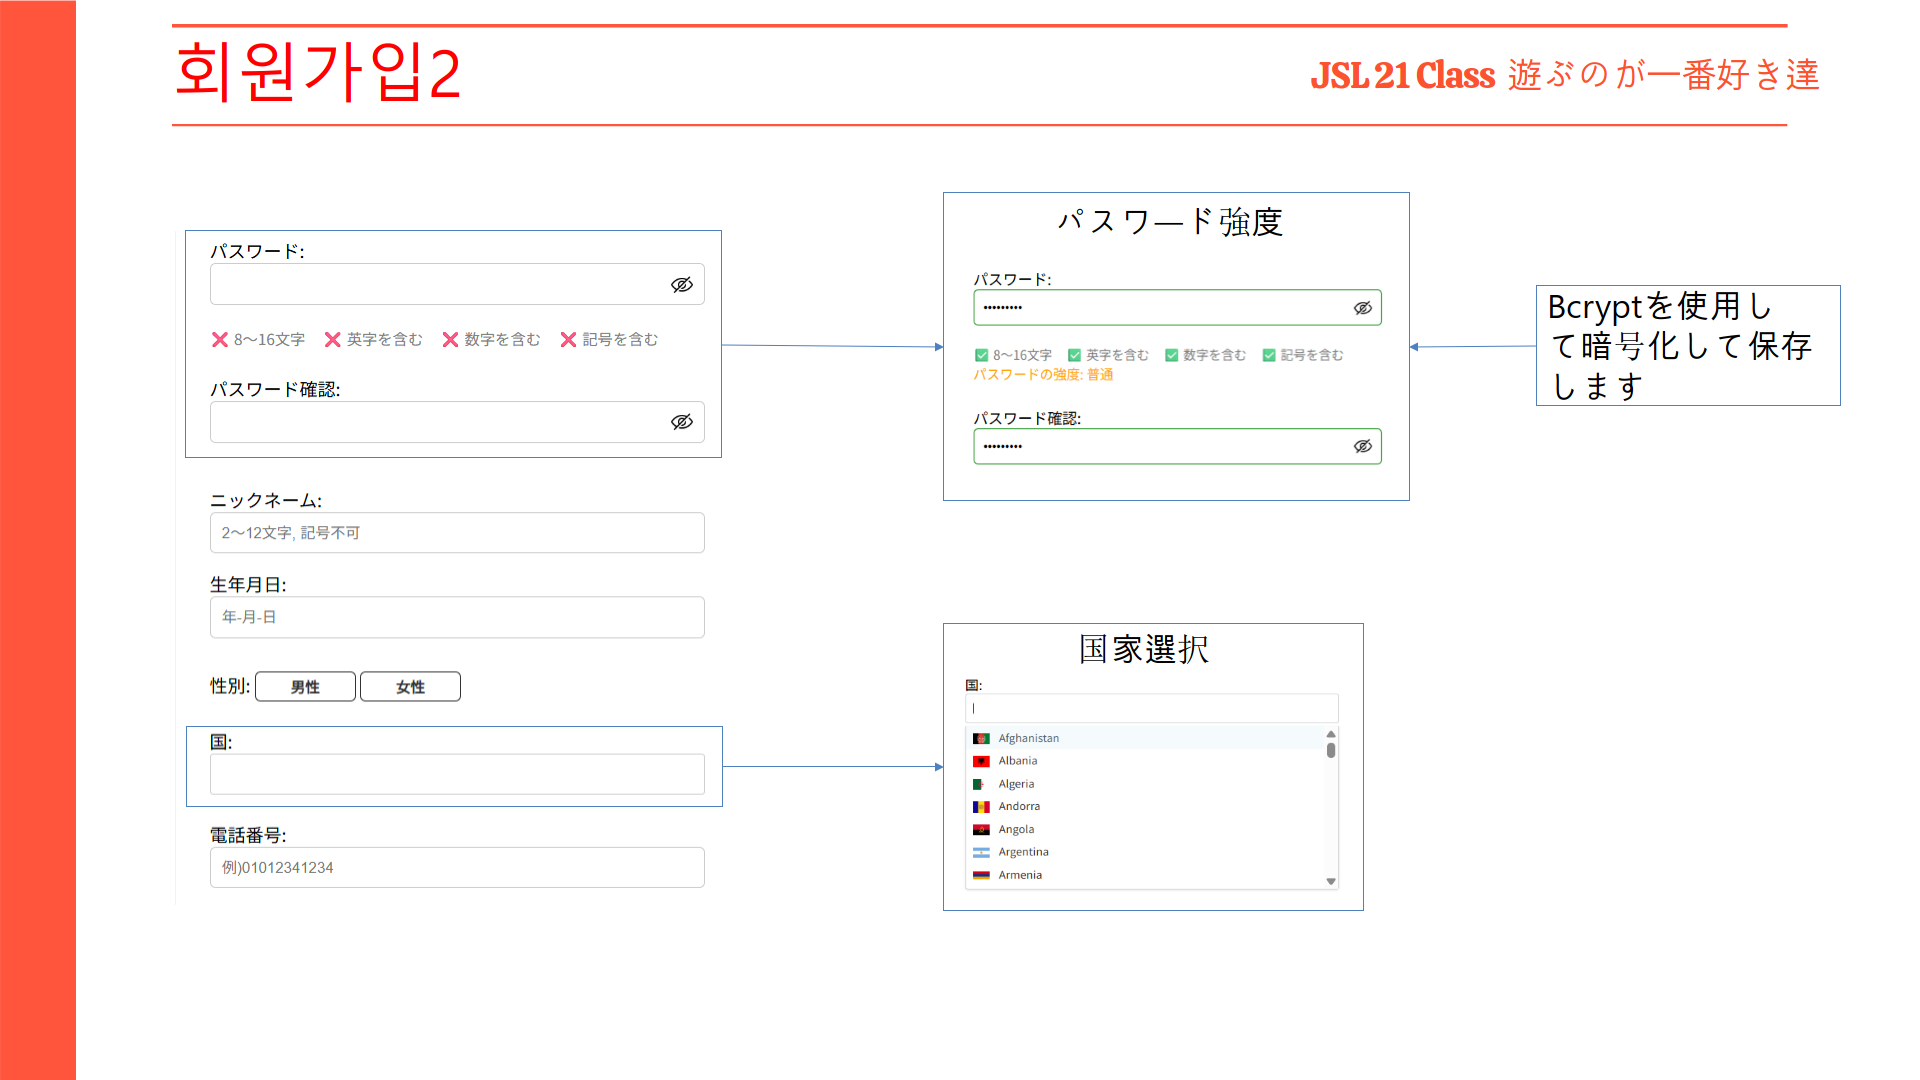 회원가입2
JSL 21 Class 遊ぶのが一番好き達
パスワード:
8～16文字 英字を含む 数字を含む 記号を含む
パスワード確認:
ニックネーム:
2～12文字, 記号不可
生年月日:
年-月-日
性別: 男性 女性
国:
電話番号:
例)01012341234
パスワード強度
パスワード:
•••••••••
8～16文字 英字を含む 数字を含む 記号を含む
パスワードの強度: 普通
パスワード確認:
•••••••••
Bcryptを使用し
て暗号化して保存
します
国家選択
国:
Afghanistan
Albania
Algeria
Andorra
Angola
Argentina
Armenia